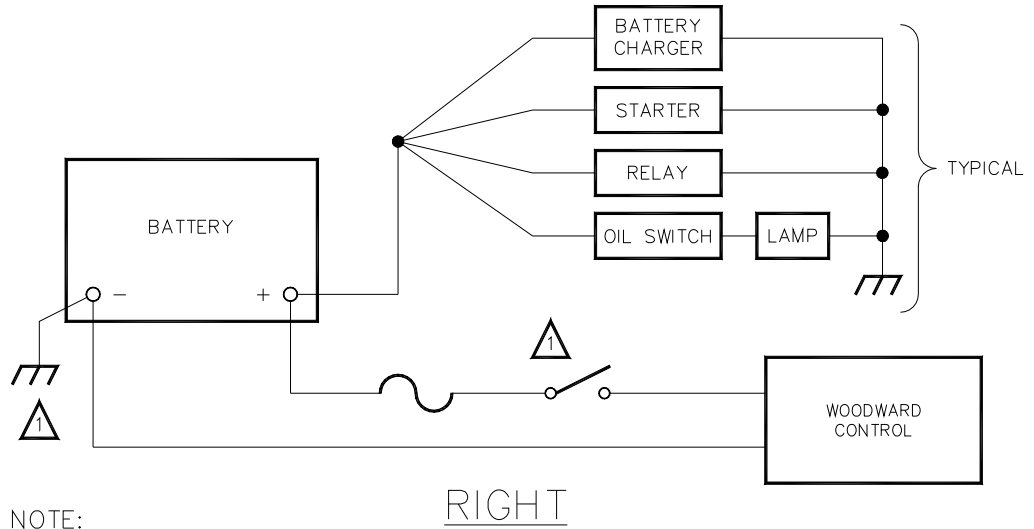 BATTERY
CHARGER
STARTER
RELAY
TYPICAL
OIL SWITCH
LAMP
BATTERY
− +
1
1
WOODWARD
CONTROL
RIGHT
NOTE: